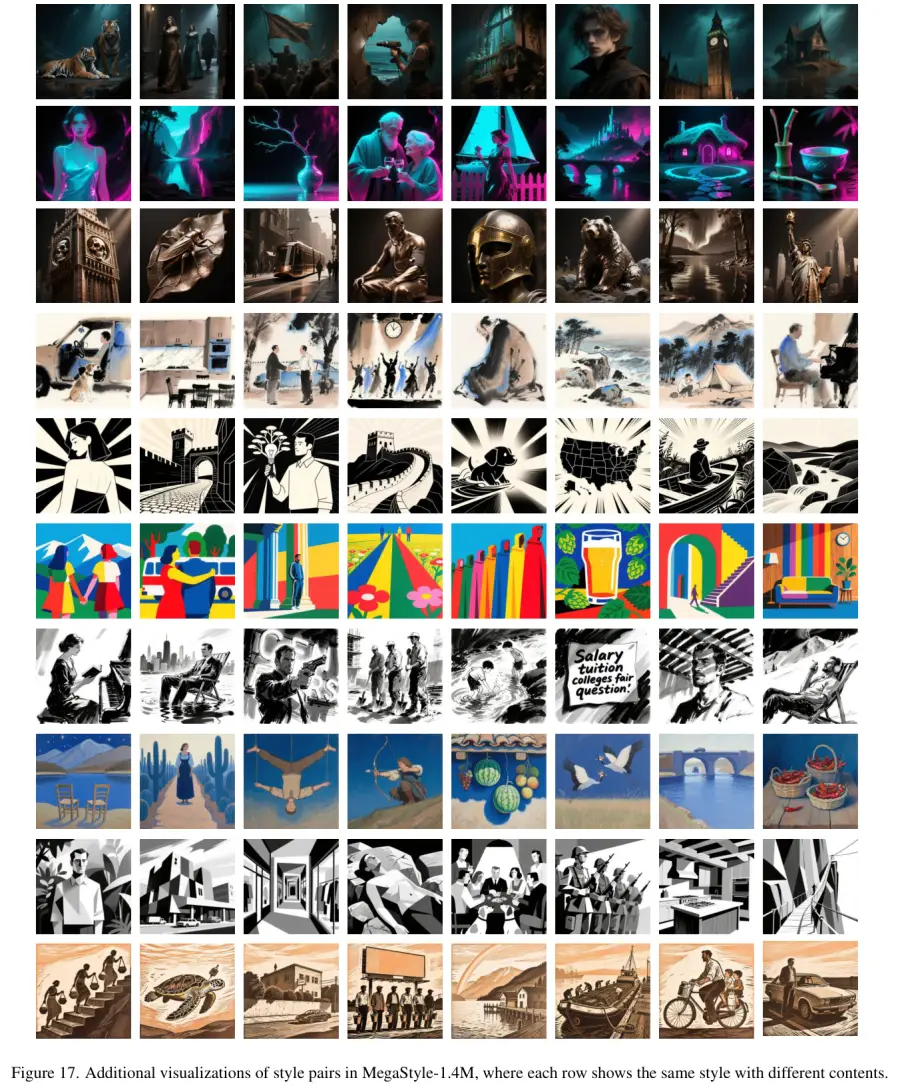 Salary
tuition
colleges fair
question!
Figure 17. Additional visualizations of style pairs in MegaStyle-1.4M, where each row shows the same style with different contents.